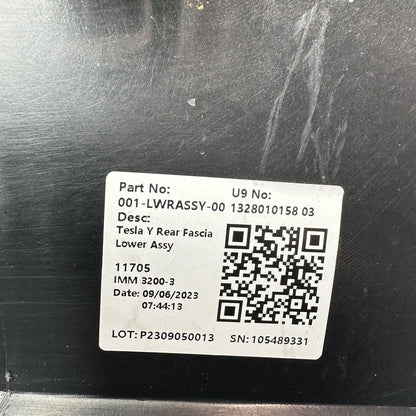 Part No: U9 No:
001-LWRASSY-00 1328010158 03
Desc:
Tesla Y Rear Fascia
Lower Assy
11705
IMM 3200-3
Date: 09/06/2023
07:44:13
LOT: P2309050013 SN: 105489331